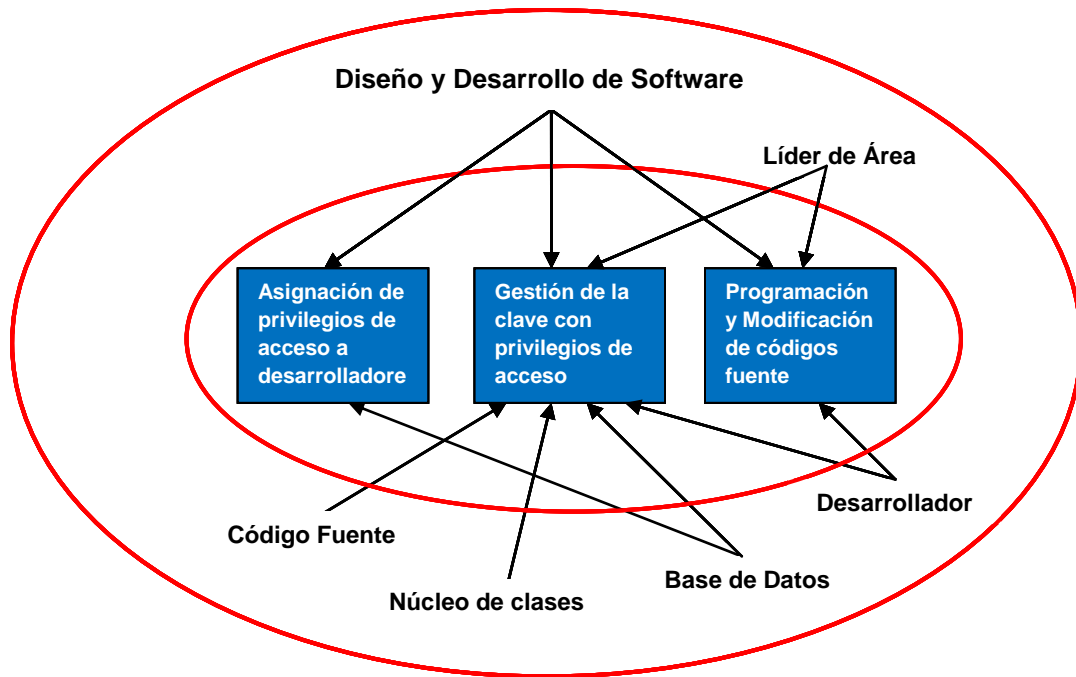 Diseño y Desarrollo de Software
Líder de Área
Asignación de
privilegios de
acceso a
desarrolladore
Gestión de la
clave con
privilegios de
acceso
Programación
y Modificación
de códigos
fuente
Desarrollador
Código Fuente
Base de Datos
Núcleo de clases